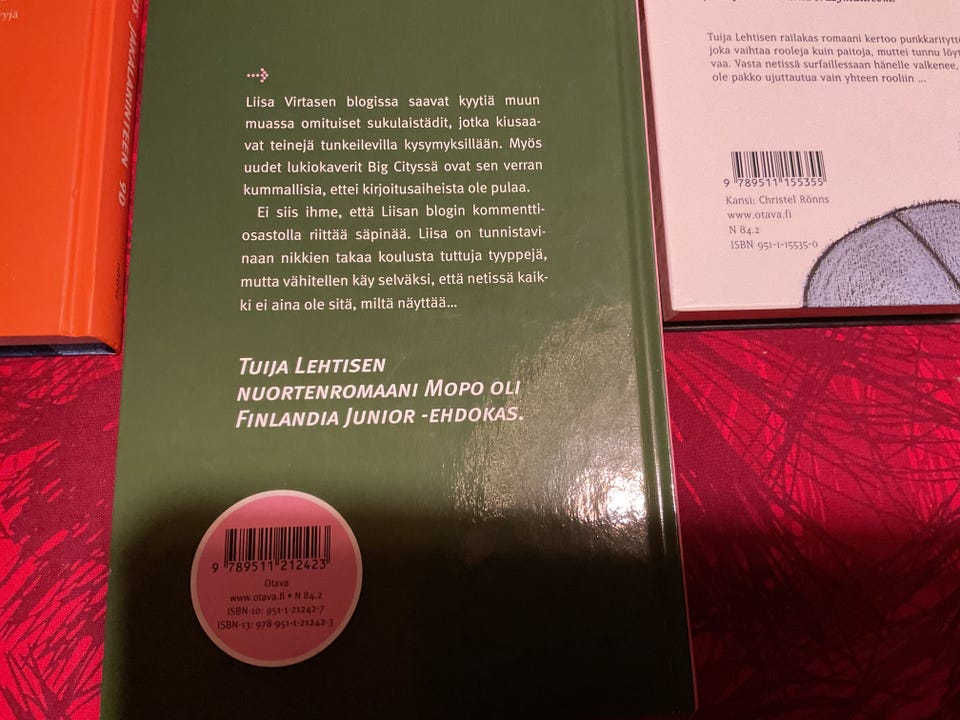 yyjä
JÄKÄLÄRINTEEN 9D
Liisa Virtasen blogissa saavat kyytiä muun
muassa omituiset sukulaistädit, jotka kiusaa-
vat teinejä tunkeilevilla kysymyksillään. Myös
uudet lukiokaverit Big Cityssä ovat sen verran
kummallisia, ettei kirjoitusaiheista ole pulaa.
Ei siis ihme, että Liisan blogin kommentti-
osastolla riittää säpinää. Liisa on tunnistavi-
naan nikkien takaa koulusta tuttuja tyyppejä,
mutta vähitellen käy selväksi, että netissä kaik-
ki ei aina ole sitä, miltä näyttää...
Tuija Lehtisen
nuortenromaani Mopo oli
Finlandia Junior -ehdokas.
9 789511 212423
Otava
www.otava.fi • N 84.2
ISBN-10: 951-1-21242-7
ISBN-13: 978-951-1-21242-3
Tuija Lehtisen railakas romaani kertoo punkkarityttö
joka vaihtaa rooleja kuin paitoja, muttei tunnu löyt
vaa. Vasta netissä surfaillessaan hänelle valkenee,
ole pakko ujuttautua vain yhteen rooliin ...
9 789511 155355
Kansi: Christel Rönns
www.otava.fi
N 84.2
ISBN 951-1-15535-0